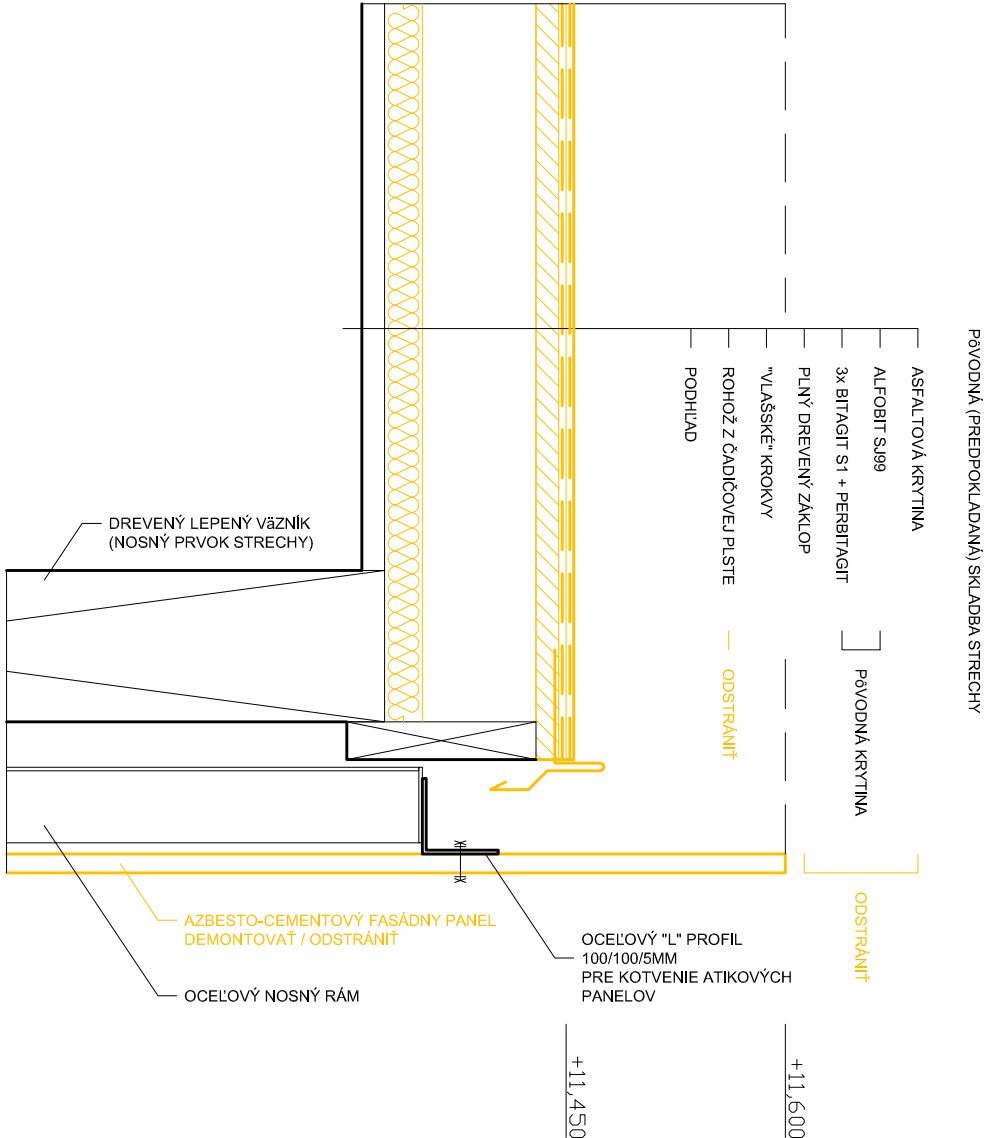 PôVODNÁ (PREDPOKLADANÁ) SKLADBA STRECHY
ASFALTOVÁ KRYTINA
ALFOBIT SJ99
3x BITAGIT S1 + PERBITAGIT
PLNÝ DREVENÝ ZÁKLOP
"VLAŠSKÉ" KROKVY
ROHOŽ Z ČADIČOVEJ PLSTE
PODHĽAD
PôVODNÁ KRYTINA
ODSTRÁNIŤ
ODSTRÁNIŤ
DREVENÝ LEPENÝ VäZNÍK
(NOSNÝ PRVOK STRECHY)
AZBESTO-CEMENTOVÝ FASÁDNY PANEL
DEMONTOVAŤ / ODSTRÁNIŤ
OCEĽOVÝ NOSNÝ RÁM
OCEĽOVÝ "L" PROFIL
100/100/5MM
PRE KOTVENIE ATIKOVÝCH
PANELOV
+11,450
+11,600